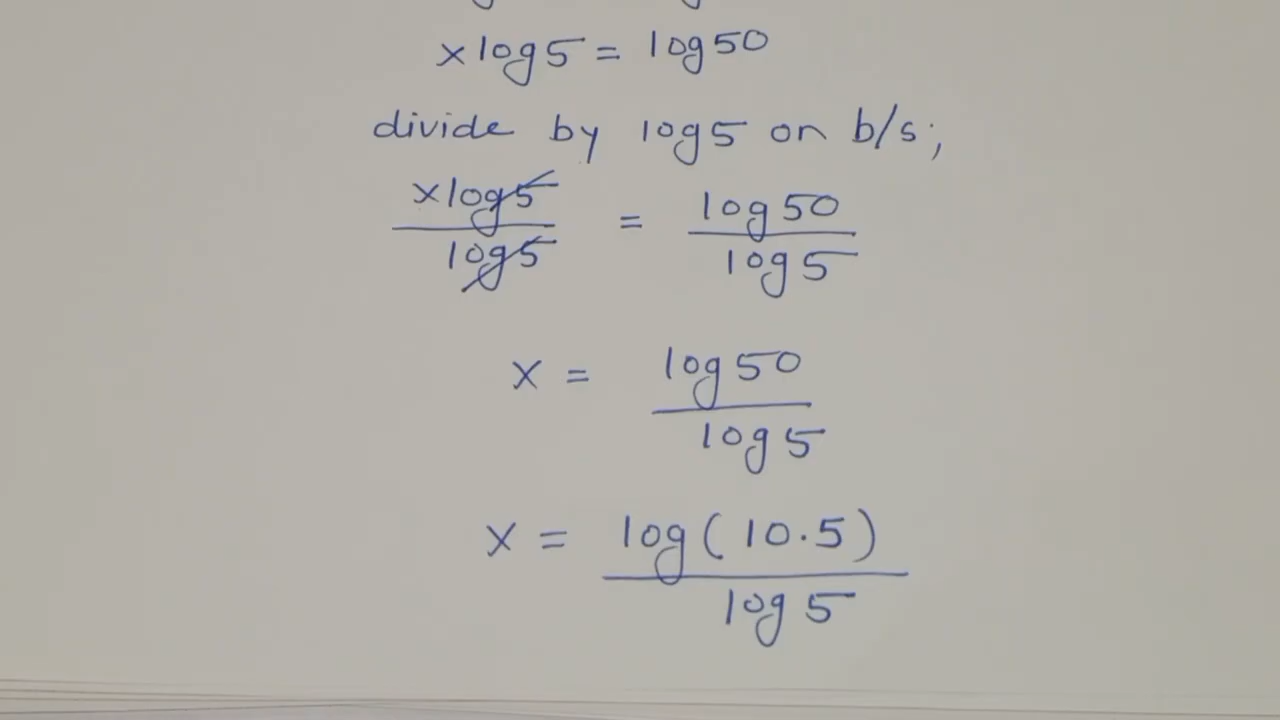 x log 5 = log 50
divide by log 5 on b/s;
x log 5 / log 5 = log 50 / log 5
x = log 50 / log 5
x = log(10.5) / log 5